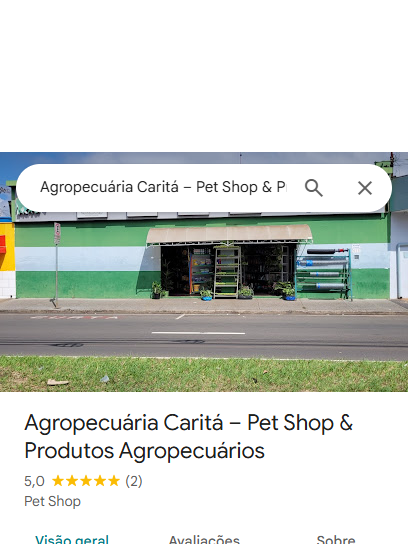 Agropecuária Caritá – Pet Shop &
Agropecuária Caritá – Pet Shop &
Produtos Agropecuários
5,0 ★★★★★ (2)
Pet Shop
Visão geral Avaliações Sobre